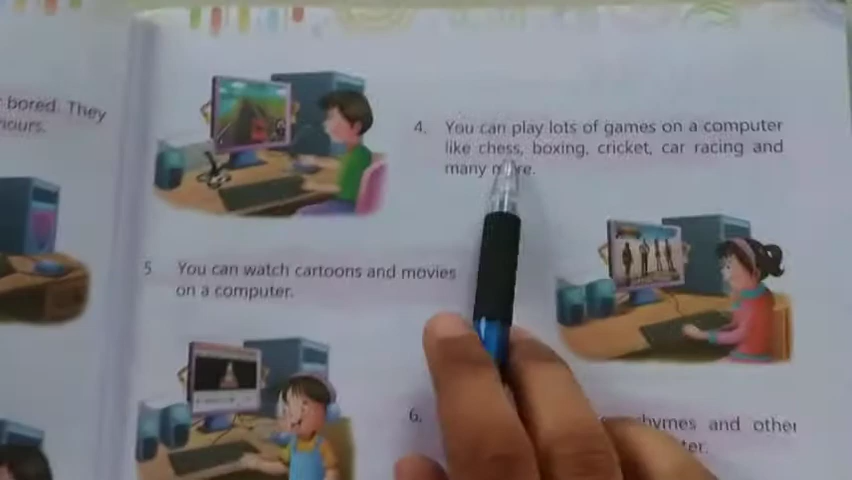 bored. They
hours.
4. You can play lots of games on a computer
like chess, boxing, cricket, car racing and
many more.
5 You can watch cartoons and movies
on a computer.
6.
rhymes and other